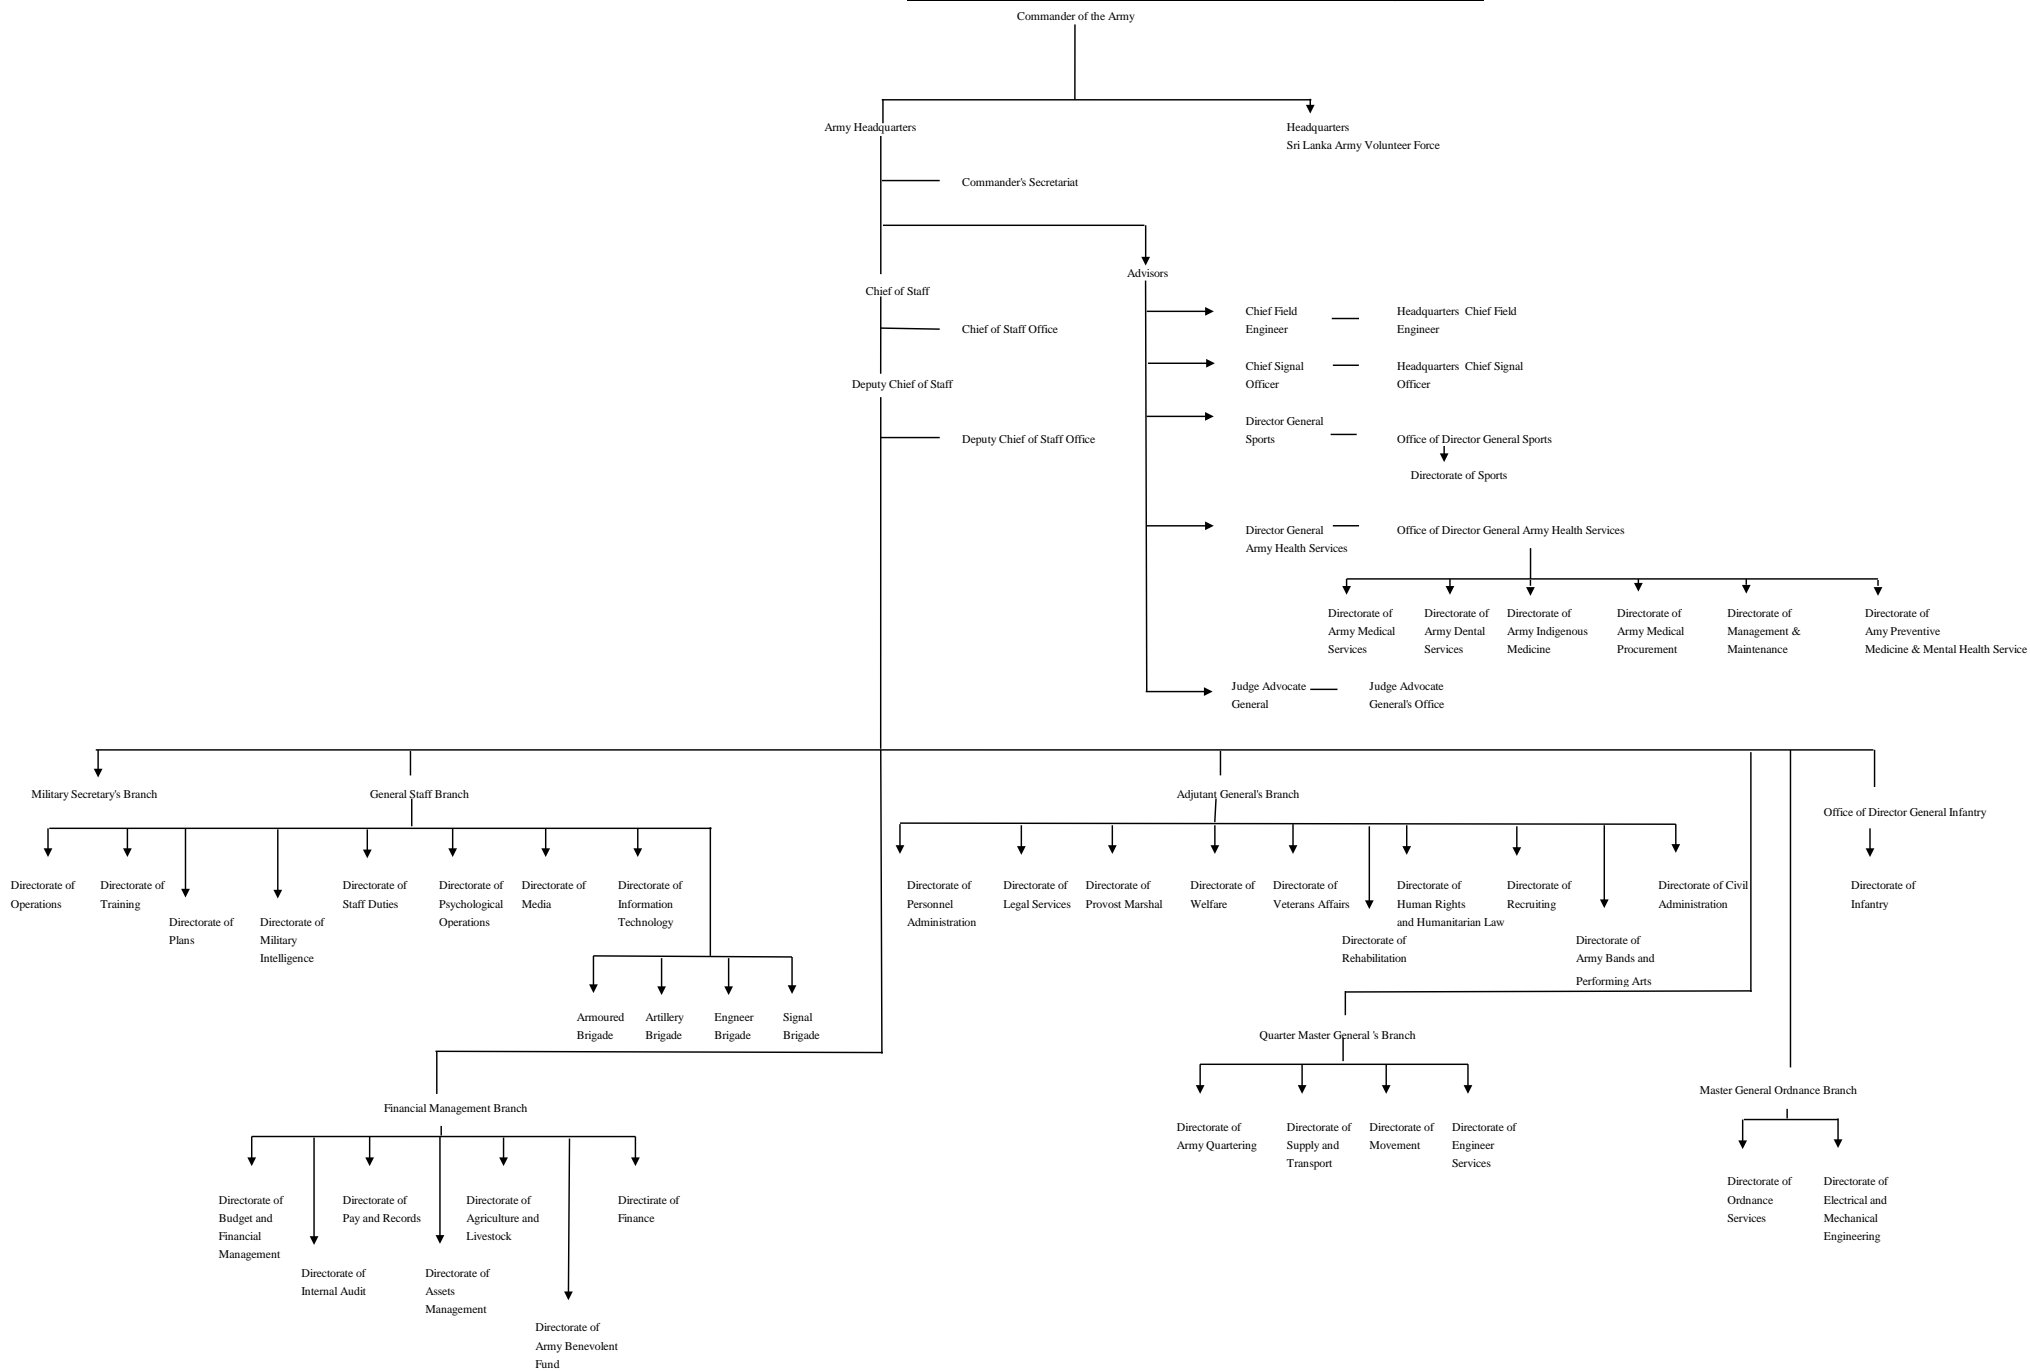 Commander of the Army
Army Headquarters
Headquarters
Sri Lanka Army Volunteer Force
Commander's Secretariat
Advisors
Chief of Staff
Chief Field
Engineer
Headquarters Chief Field
Engineer
Chief of Staff Office
Chief Signal
Officer
Headquarters Chief Signal
Officer
Deputy Chief of Staff
Director General
Sports
Office of Director General Sports
Deputy Chief of Staff Office
Directorate of Sports
Director General
Army Health Services
Office of Director General Army Health Services
Directorate of
Army Medical
Services
Directorate of
Army Dental
Services
Directorate of
Army Indigenous
Medicine
Directorate of
Army Medical
Procurement
Directorate of
Management &
Maintenance
Directorate of
Amy Preventive
Medicine & Mental Health Service
Judge Advocate
General
Judge Advocate
General's Office
Military Secretary's Branch
General Staff Branch
Adjutant General's Branch
Office of Director General Infantry
Directorate of
Operations
Directorate of
Training
Directorate of
Plans
Directorate of
Military
Intelligence
Directorate of
Staff Duties
Directorate of
Psychological
Operations
Directorate of
Media
Directorate of
Information
Technology
Directorate of
Personnel
Administration
Directorate of
Legal Services
Directorate of
Provost Marshal
Directorate of
Welfare
Directorate of
Veterans Affairs
Directorate of
Rehabilitation
Directorate of
Human Rights
and Humanitarian Law
Directorate of
Recruiting
Directorate of
Army Bands and
Performing Arts
Directorate of Civil
Administration
Directorate of
Infantry
Armoured
Brigade
Artillery
Brigade
Engneer
Brigade
Signal
Brigade
Quarter Master General 's Branch
Master General Ordnance Branch
Financial Management Branch
Directorate of
Army Quartering
Directorate of
Supply and
Transport
Directorate of
Movement
Directorate of
Engineer
Services
Directorate of
Ordnance
Services
Directorate of
Electrical and
Mechanical
Engineering
Directorate of
Budget and
Financial
Management
Directorate of
Internal Audit
Directorate of
Pay and Records
Directorate of
Assets
Management
Directorate of
Agriculture and
Livestock
Directorate of
Army Benevolent
Fund
Directirate of
Finance